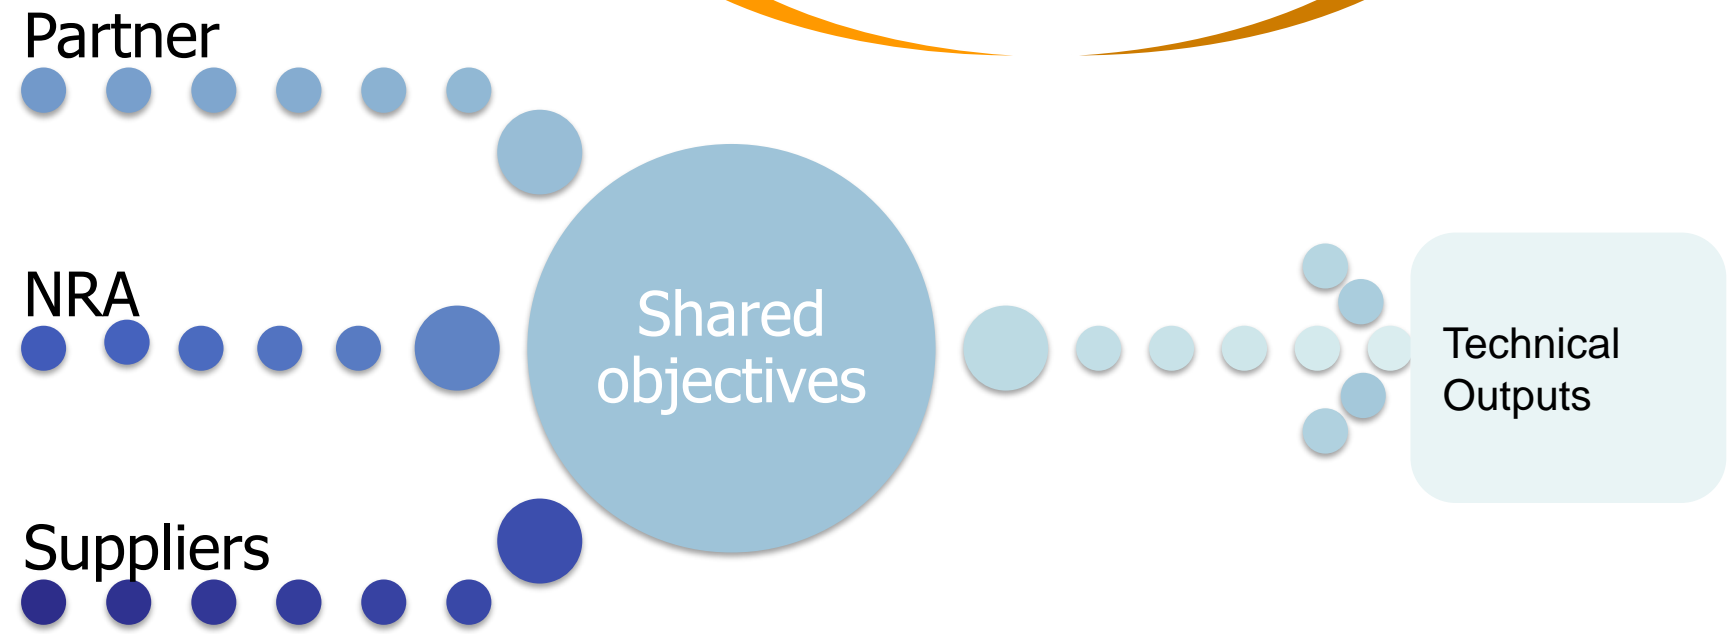 Partner
NRA
Shared
objectives
Technical
Outputs
Suppliers